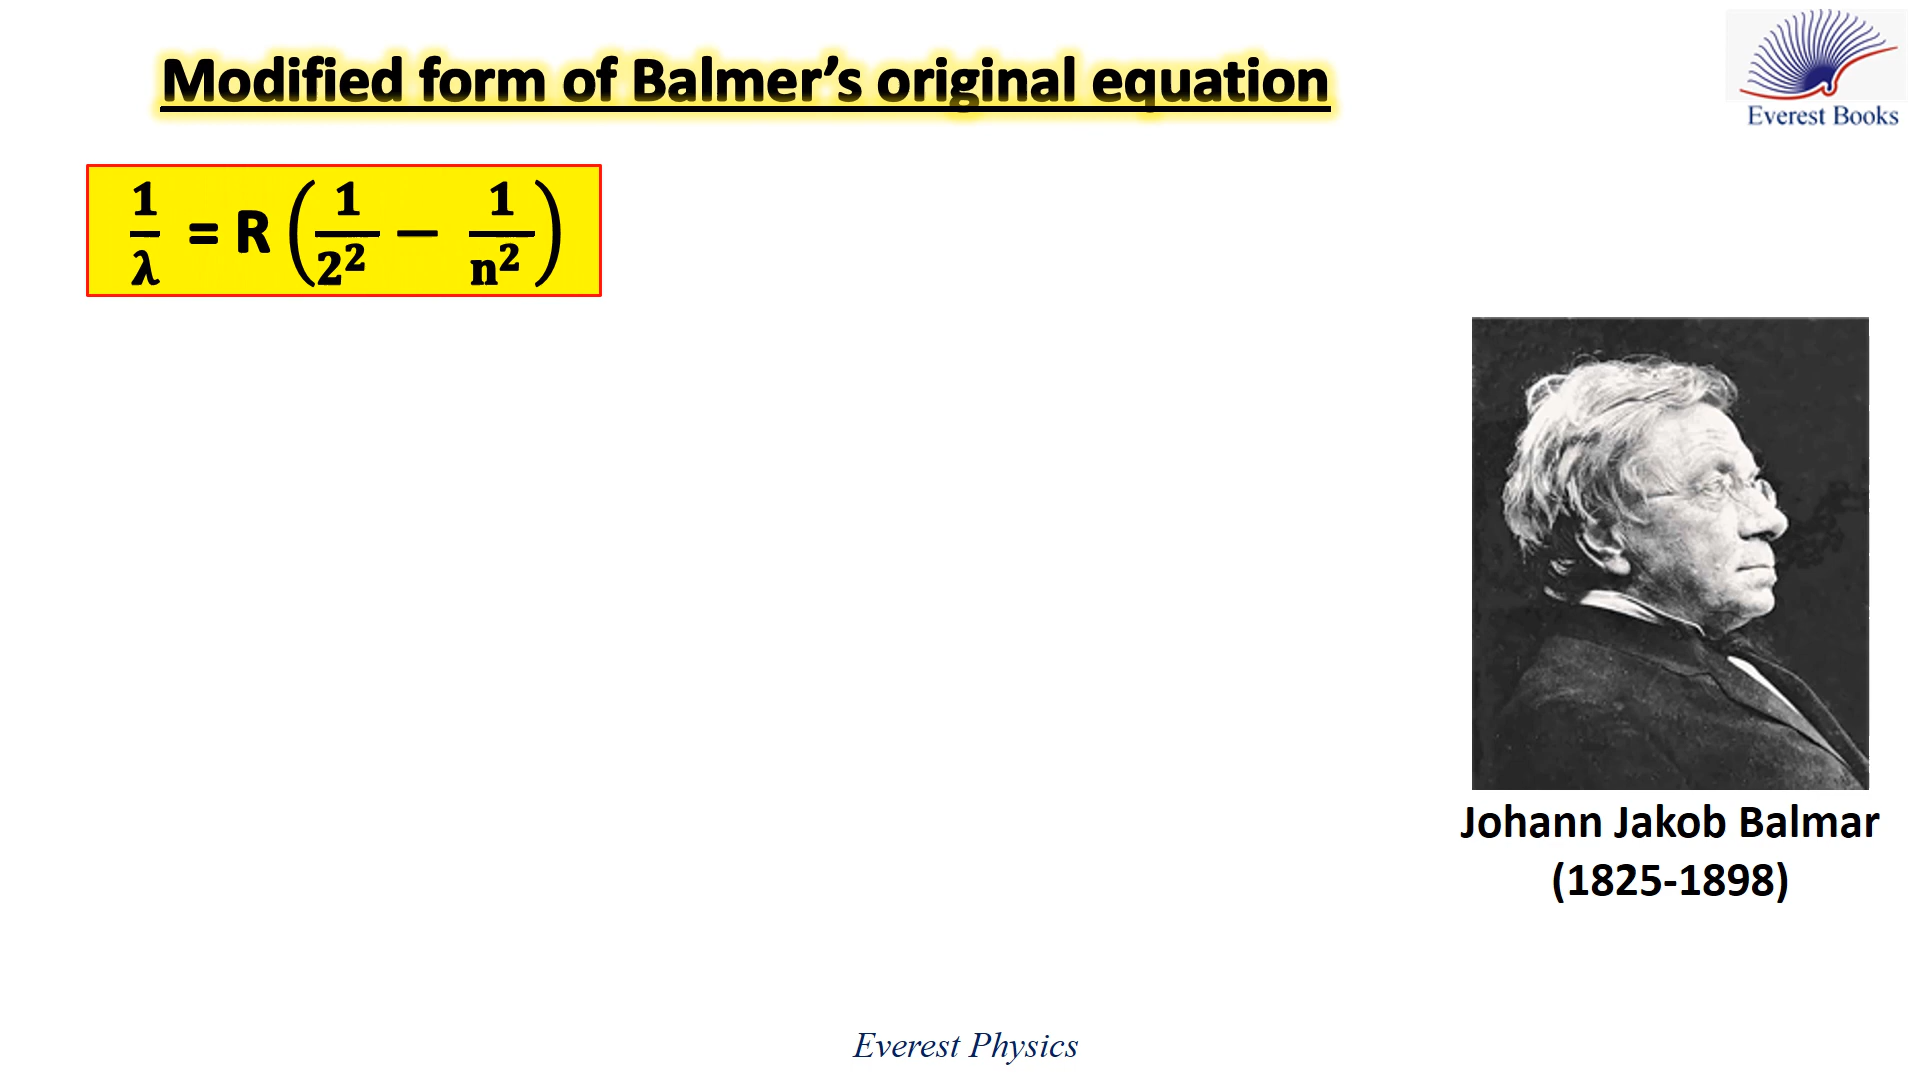 Modified form of Balmer’s original equation
Everest Books
1/λ = R (1/2² − 1/n²)
Johann Jakob Balmar
(1825-1898)
Everest Physics